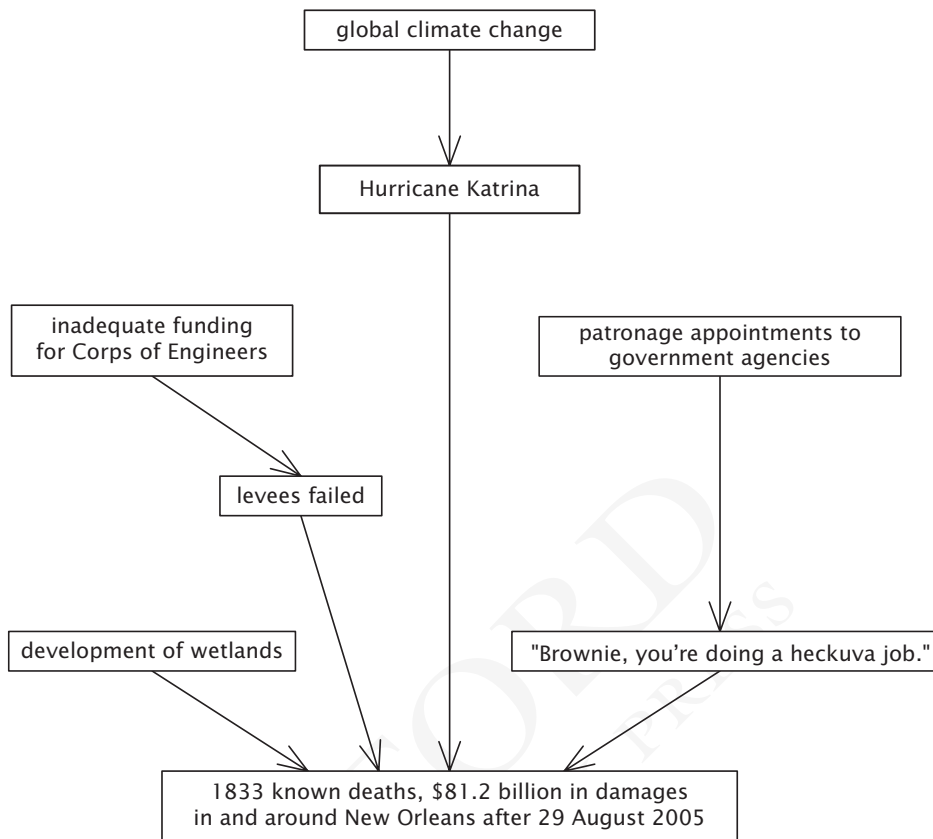 global climate change
Hurricane Katrina
inadequate funding
for Corps of Engineers
patronage appointments to
government agencies
levees failed
development of wetlands
"Brownie, you’re doing a heckuva job."
1833 known deaths, $81.2 billion in damages
in and around New Orleans after 29 August 2005
TFORD
PRESS